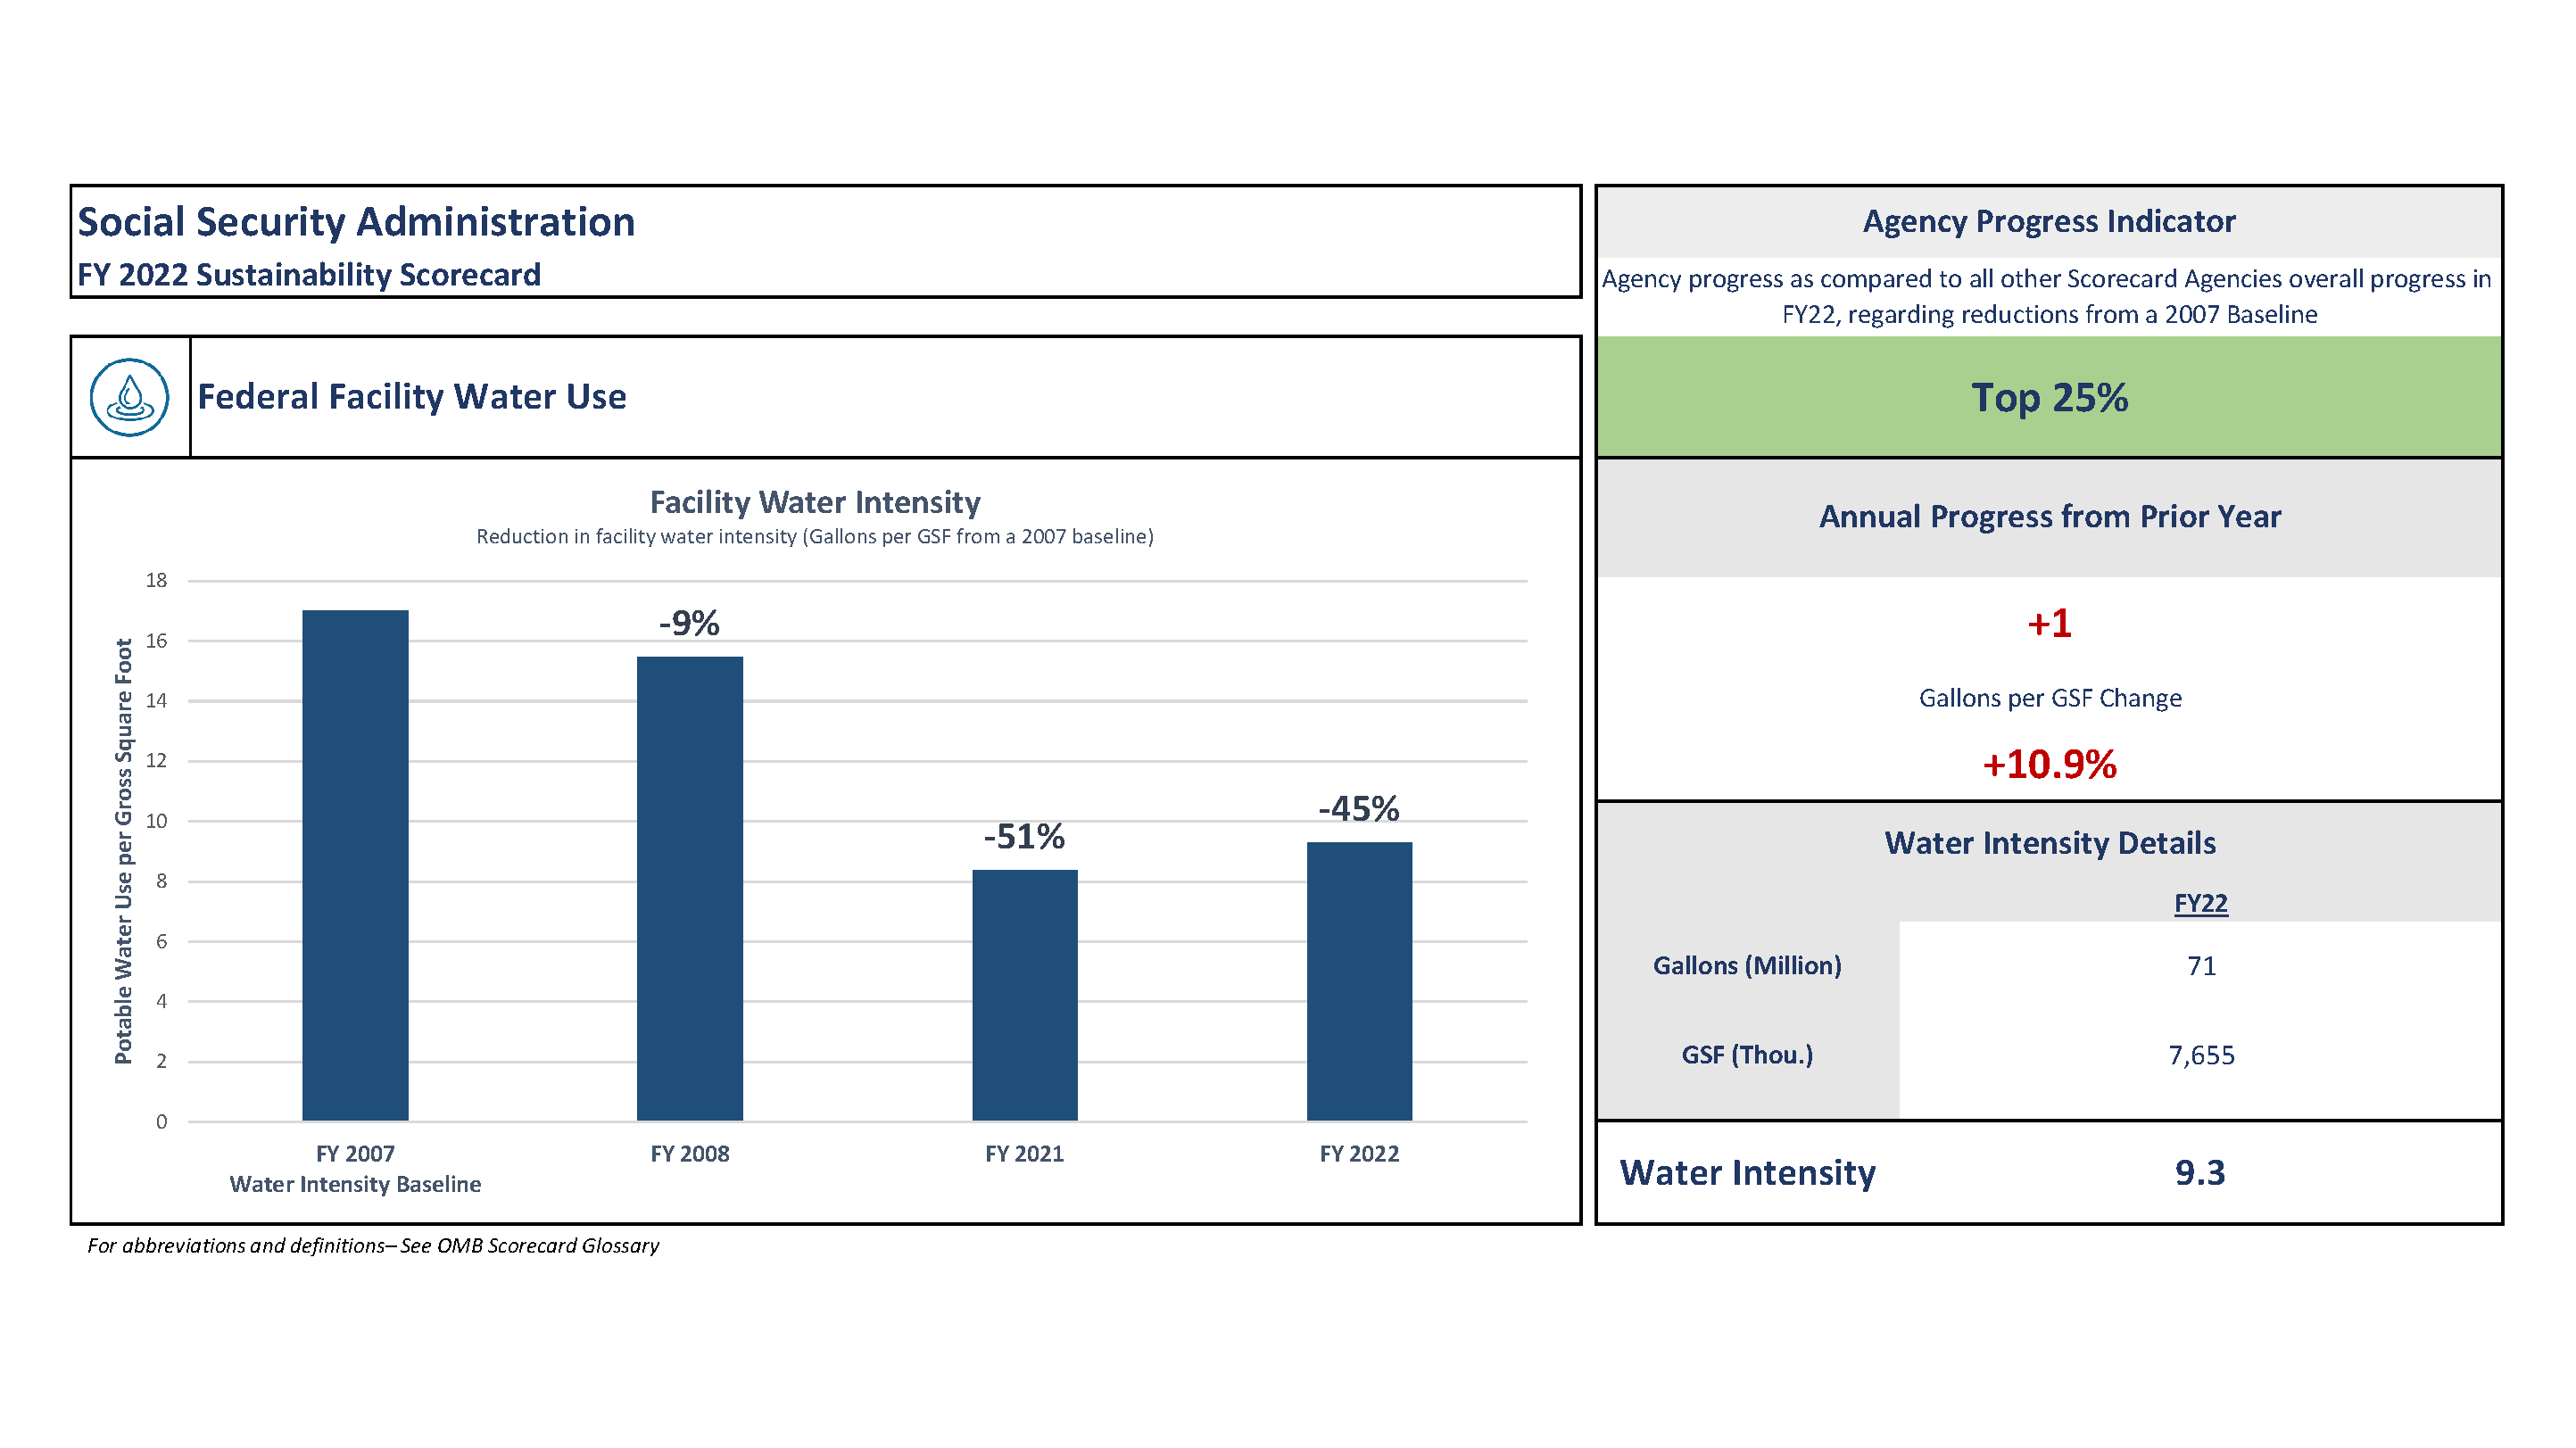 Social Security Administration
FY 2022 Sustainability Scorecard
Federal Facility Water Use
Facility Water Intensity
Reduction in facility water intensity (Gallons per GSF from a 2007 baseline)
Potable Water Use per Gross Square Foot
18
16
14
12
10
8
6
4
2
0
-9%
-51%
-45%
FY 2007
Water Intensity Baseline
FY 2008
FY 2021
FY 2022
For abbreviations and definitions– See OMB Scorecard Glossary
Agency Progress Indicator
Agency progress as compared to all other Scorecard Agencies overall progress in
FY22, regarding reductions from a 2007 Baseline
Top 25%
Annual Progress from Prior Year
+1
Gallons per GSF Change
+10.9%
Water Intensity Details
FY22
Gallons (Million) 71
GSF (Thou.) 7,655
Water Intensity 9.3